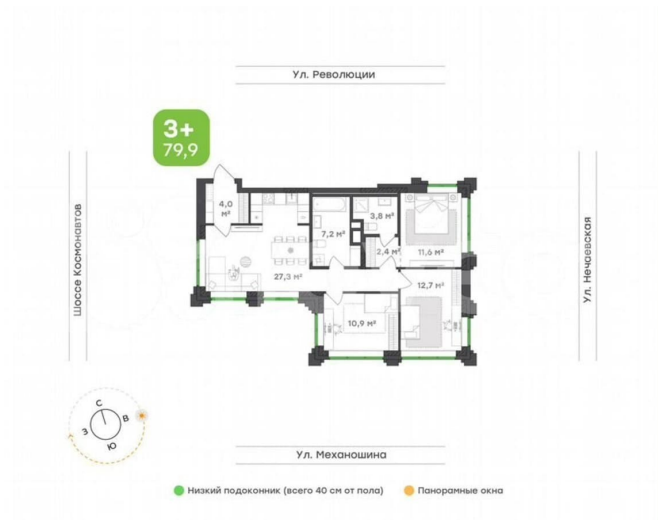 Ул. Революции
3+
79,9
4,0
м²
3,8 м²
7,2 м²
2,4 м²
11,6 м²
27,3 м²
12,7 м²
10,9 м²
Шоссе Космонавтов
Ул. Нечаевская
С
В
З
Ю
Ул. Механошина
Низкий подоконник (всего 40 см от пола)
Панорамные окна